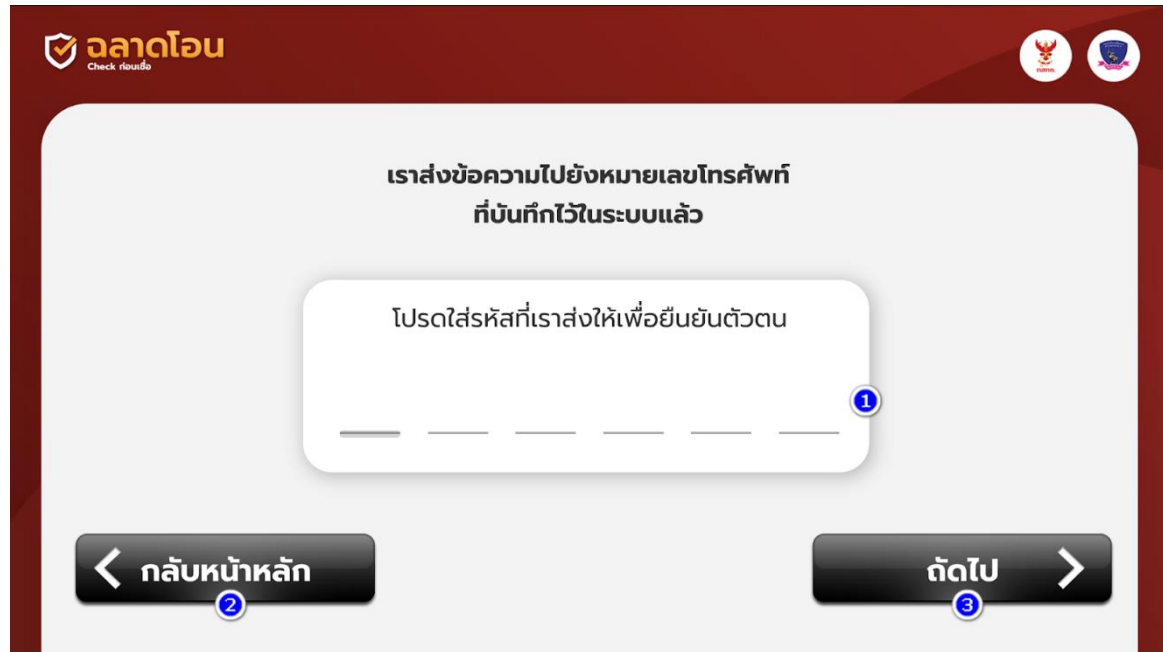 ฉลาดโอน
Check ก่อนเชื่อ
กสทช.
เราส่งข้อความไปยังหมายเลขโทรศัพท์
ที่บันทึกไว้ในระบบแล้ว
โปรดใส่รหัสที่เราส่งให้เพื่อยืนยันตัวตน
1
กลับหน้าหลัก
2
ถัดไป
3